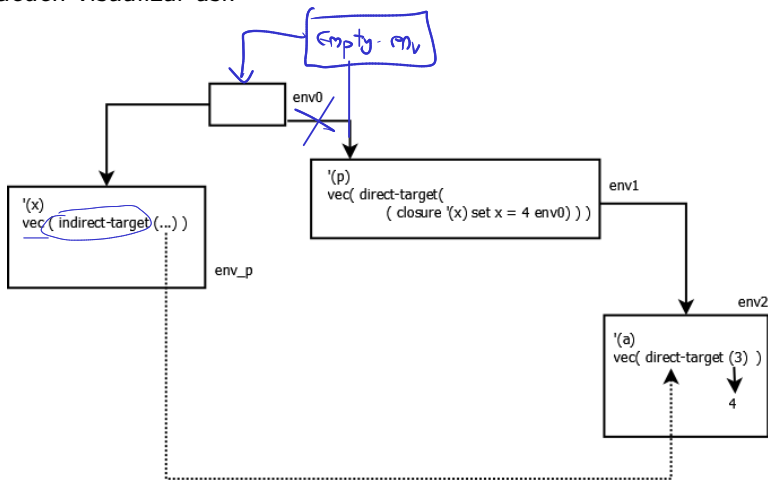 Empty-env
env0
'(p)
vec( direct-target(
( closure '(x) set x = 4 env0) ) )
env1
'(x)
vec ( indirect-target (...) )
env_p
env2
'(a)
vec( direct-target (3) )
4